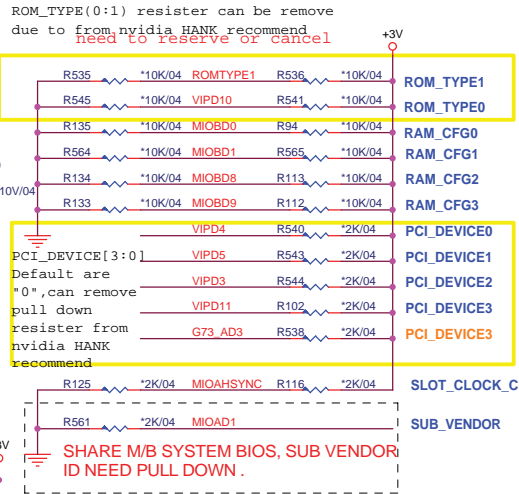 ROM_TYPE(0:1) resister can be remove
due to from nvidia HANK recommend
need to reserve or cancel
+3V
R535 *10K/04 ROMTYPE1 R536 *10K/04 ROM_TYPE1
R545 *10K/04 VIPD10 R541 *10K/04 ROM_TYPE0
R135 *10K/04 MIOBD0 R94 *10K/04 RAM_CFG0
R564 *10K/04 MIOBD1 R565 *10K/04 RAM_CFG1
R134 *10K/04 MIOBD8 R113 *10K/04 RAM_CFG2
10V/04
R133 *10K/04 MIOBD9 R112 *10K/04 RAM_CFG3
VIPD4 R540 *2K/04 PCI_DEVICE0
PCI_DEVICE[3:0]
Default are
"0",can remove
pull down
resister from
nvidia HANK
recommend
VIPD5 R543 *2K/04 PCI_DEVICE1
VIPD3 R544 *2K/04 PCI_DEVICE2
VIPD11 R102 *2K/04 PCI_DEVICE3
G73_AD3 R538 *2K/04 PCI_DEVICE3
R125 *2K/04 MIOAHSYNC R116 *2K/04 SLOT_CLOCK_C
R561 *2K/04 MIOAD1 SUB_VENDOR
SHARE M/B SYSTEM BIOS, SUB VENDOR
ID NEED PULL DOWN .